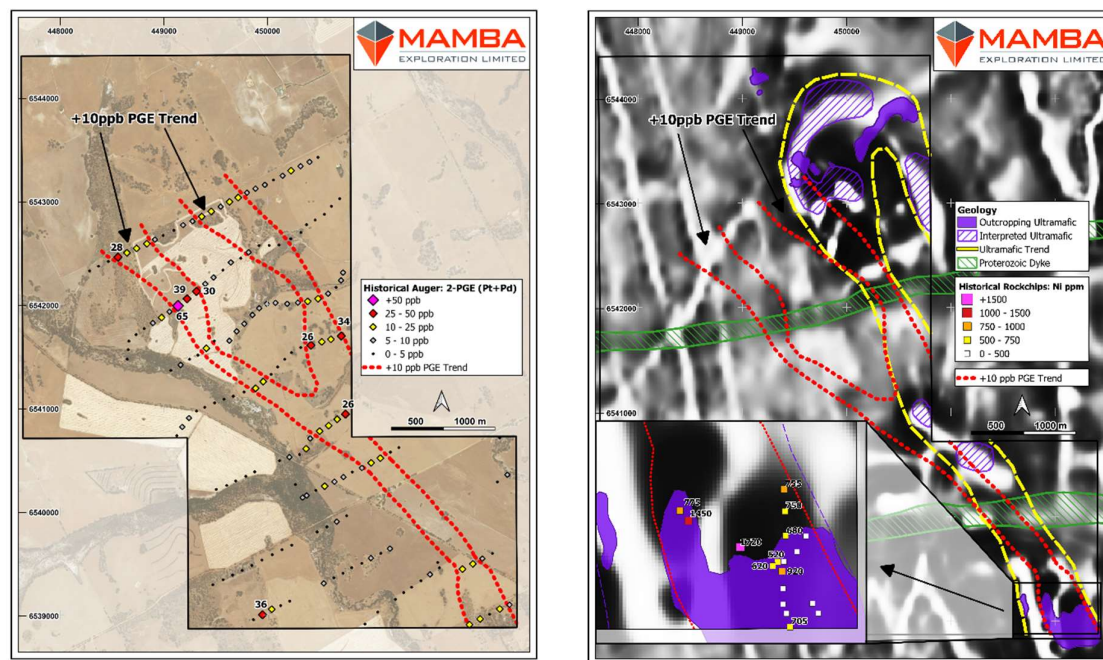 448000
449000
450000
MAMBA
EXPLORATION LIMITED
6544000
+10ppb PGE Trend
6543000
28
39
30
65
6542000
34
26
26
6541000
6540000
36
6539000
Historical Auger: 2-PGE (Pt+Pd)
+50 ppb
25 - 50 ppb
10 - 25 ppb
5 - 10 ppb
0 - 5 ppb
+10 ppb PGE Trend
500
1000 m
448000
449000
450000
MAMBA
EXPLORATION LIMITED
6544000
+10ppb PGE Trend
6543000
6542000
6541000
Geology
Outcropping Ultramafic
Interpreted Ultramafic
Ultramafic Trend
Proterozoic Dyke
Historical Rockchips: Ni ppm
+1500
1000 - 1500
750 - 1000
500 - 750
0 - 500
+10 ppb PGE Trend
500
1000 m
775
1450
1720
680
520
620
920
705